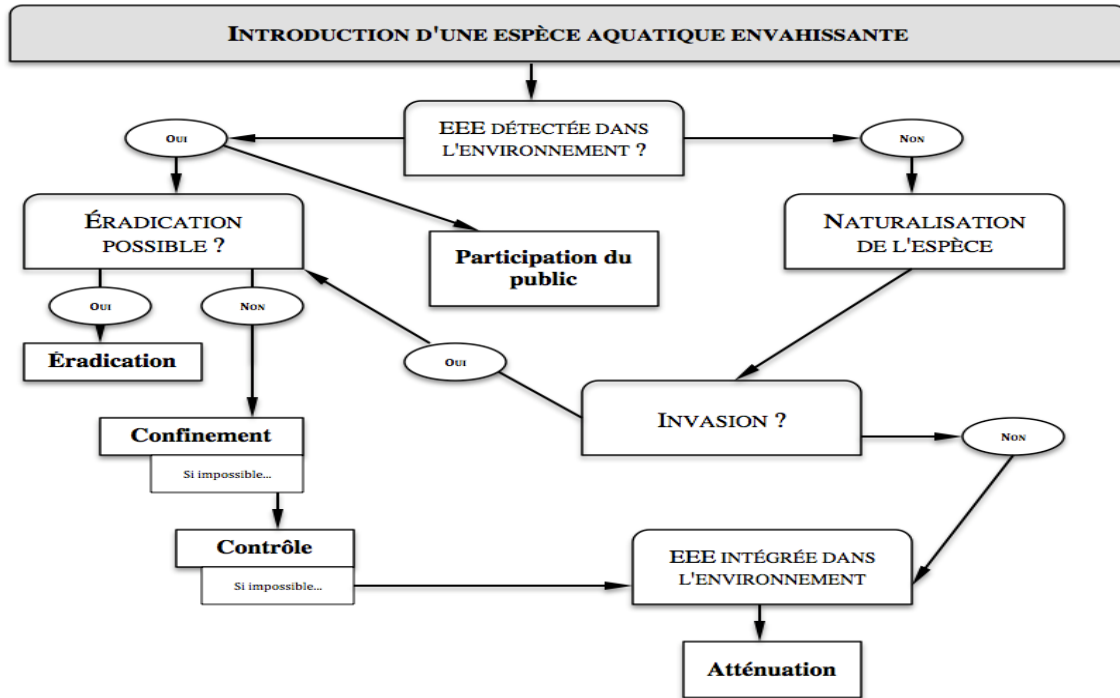 INTRODUCTION D'UNE ESPÈCE AQUATIQUE ENVAHISSANTE
EEE DÉTECTÉE DANS
L'ENVIRONNEMENT ?
OUI
NON
ÉRADICATION
POSSIBLE ?
Participation du
public
NATURALISATION
DE L'ESPÈCE
OUI
NON
Éradication
OUI
INVASION ?
NON
Confinement
Si impossible...
Contrôle
Si impossible...
EEE INTÉGRÉE DANS
L'ENVIRONNEMENT
Atténuation